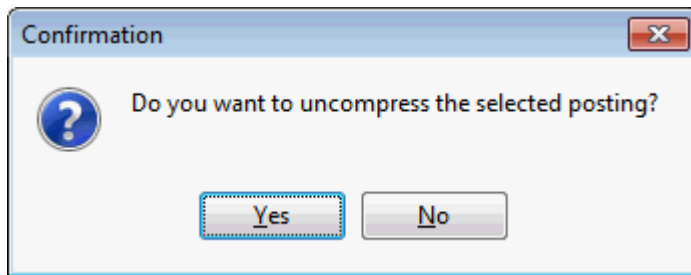 Confirmation
Do you want to uncompress the selected posting?
Yes
No